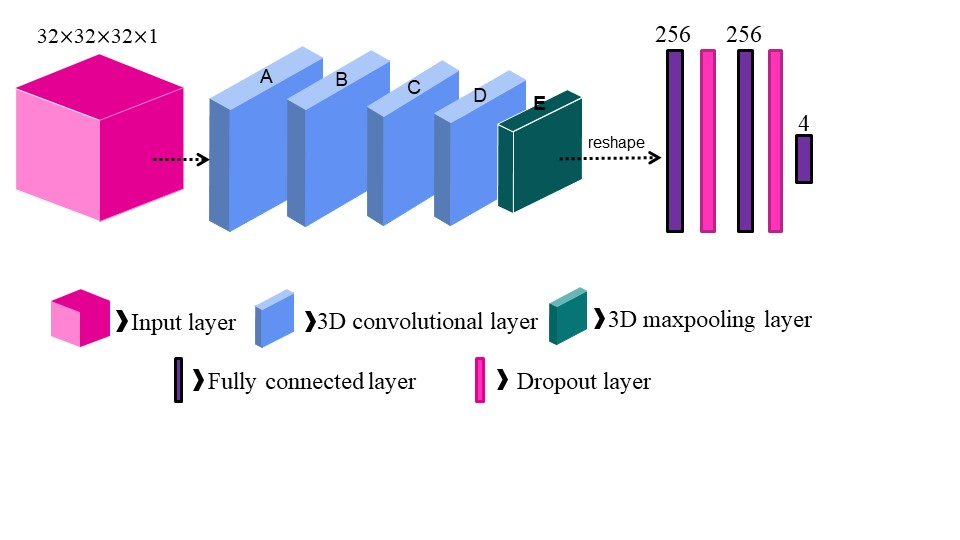 32×32×32×1
A
B
C
D
E
reshape
256
256
4
❱Input layer
❱3D convolutional layer
❱3D maxpooling layer
❱Fully connected layer
❱ Dropout layer